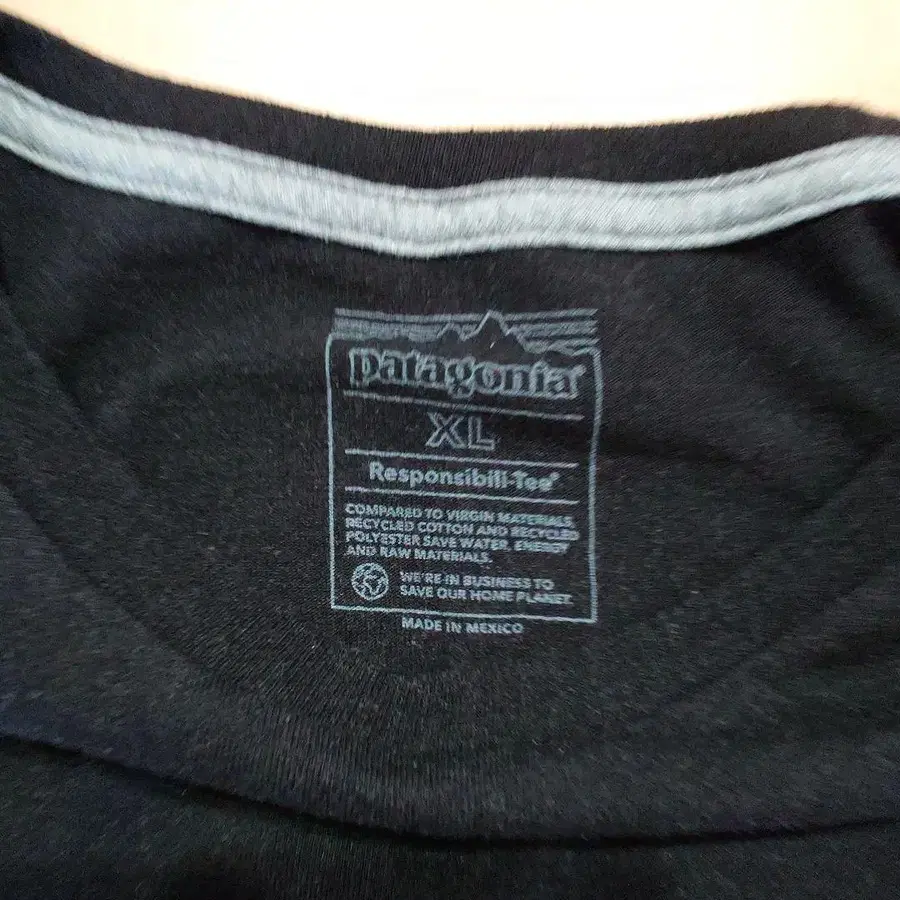 patagonia®
XL
Responsibili-Tee®
COMPARED TO VIRGIN MATERIALS,
RECYCLED COTTON AND RECYCLED
POLYESTER SAVE WATER, ENERGY
AND RAW MATERIALS.
WE'RE IN BUSINESS TO
SAVE OUR HOME PLANET.
MADE IN MEXICO